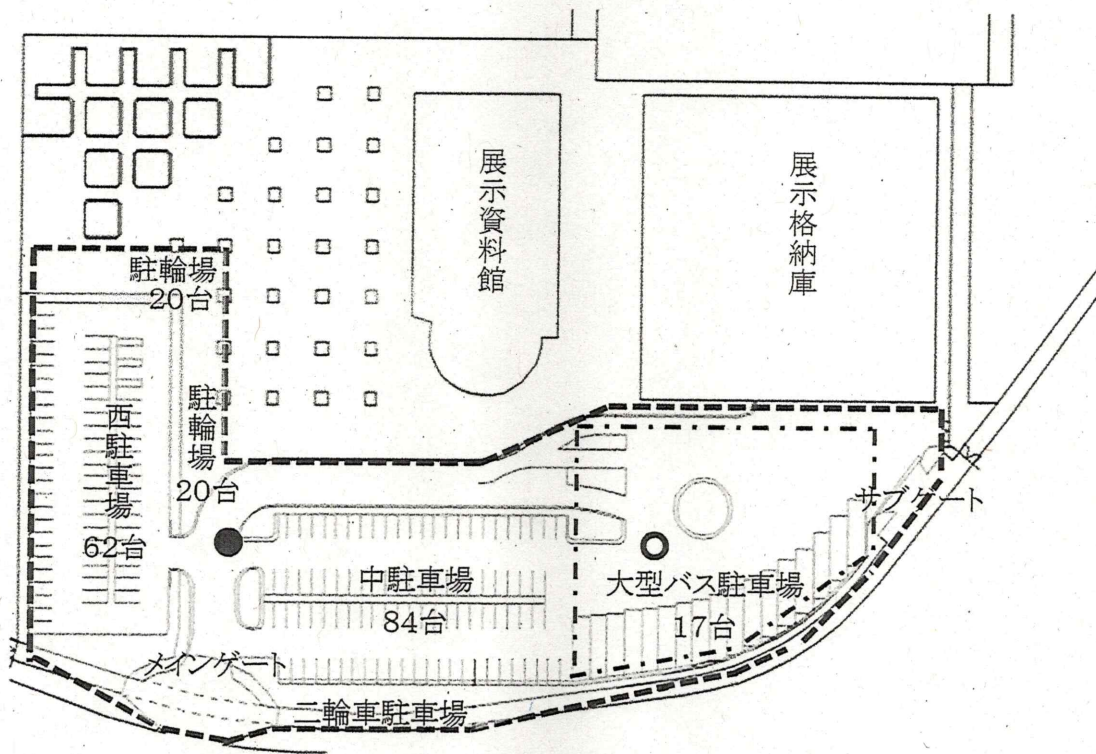 展示資料館
展示格納庫
駐輪場
20台
駐輪場
20台
西駐車場
62台
サブゲート
中駐車場
84台
大型バス駐車場
17台
メインゲート
二輪車駐車場